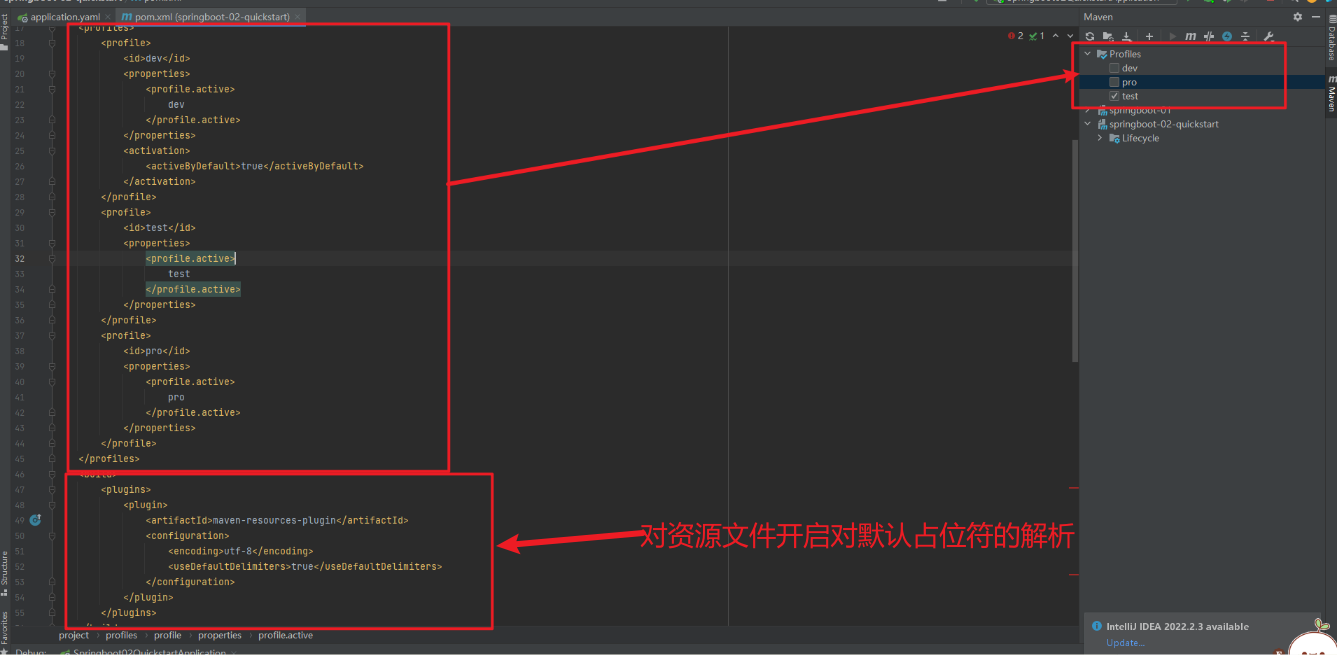 application.yaml
pom.xml (springboot-02-quickstart)
Maven
Project
Database
Maven
2
1
<profiles>
18 <profile>
19 <id>dev</id>
20 <properties>
21 <profile.active>
22 dev
23 </profile.active>
24 </properties>
25 <activation>
26 <activeByDefault>true</activeByDefault>
27 </activation>
28 </profile>
29 <profile>
30 <id>test</id>
31 <properties>
32 <profile.active>
33 test
34 </profile.active>
35 </properties>
36 </profile>
37 <profile>
38 <id>pro</id>
39 <properties>
40 <profile.active>
41 pro
42 </profile.active>
43 </properties>
44 </profile>
45 </profiles>
46 <build>
47 <plugins>
48 <plugin>
49 <artifactId>maven-resources-plugin</artifactId>
50 <configuration>
51 <encoding>utf-8</encoding>
52 <useDefaultDelimiters>true</useDefaultDelimiters>
53 </configuration>
54 </plugin>
55 </plugins>
对资源文件开启对默认占位符的解析
Profiles
dev
pro
test
springboot-01
springboot-02-quickstart
Lifecycle
Structure
Favorites
project › profiles › profile › properties › profile.active
IntelliJ IDEA 2022.2.3 available
Update...
Debug:
Springboot02QuickstartApplication